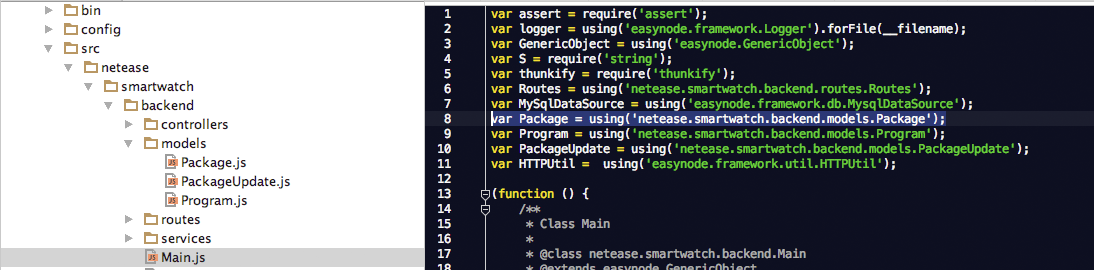 bin
config
src
netease
smartwatch
backend
controllers
models
Package.js
PackageUpdate.js
Program.js
routes
services
Main.js
1 var assert = require('assert');
2 var logger = using('easynode.framework.Logger').forFile(__filename);
3 var GenericObject = using('easynode.GenericObject');
4 var S = require('string');
5 var thunkify = require('thunkify');
6 var Routes = using('netease.smartwatch.backend.routes.Routes');
7 var MySqlDataSource = using('easynode.framework.db.MysqlDataSource');
8 var Package = using('netease.smartwatch.backend.models.Package');
9 var Program = using('netease.smartwatch.backend.models.Program');
10 var PackageUpdate = using('netease.smartwatch.backend.models.PackageUpdate');
11 var HTTPUtil =  using('easynode.framework.util.HTTPUtil');
12
13 (function () {
14 /**
15 * Class Main
16 *
17 * @class netease.smartwatch.backend.Main
18 * @extends easynode.GenericObject